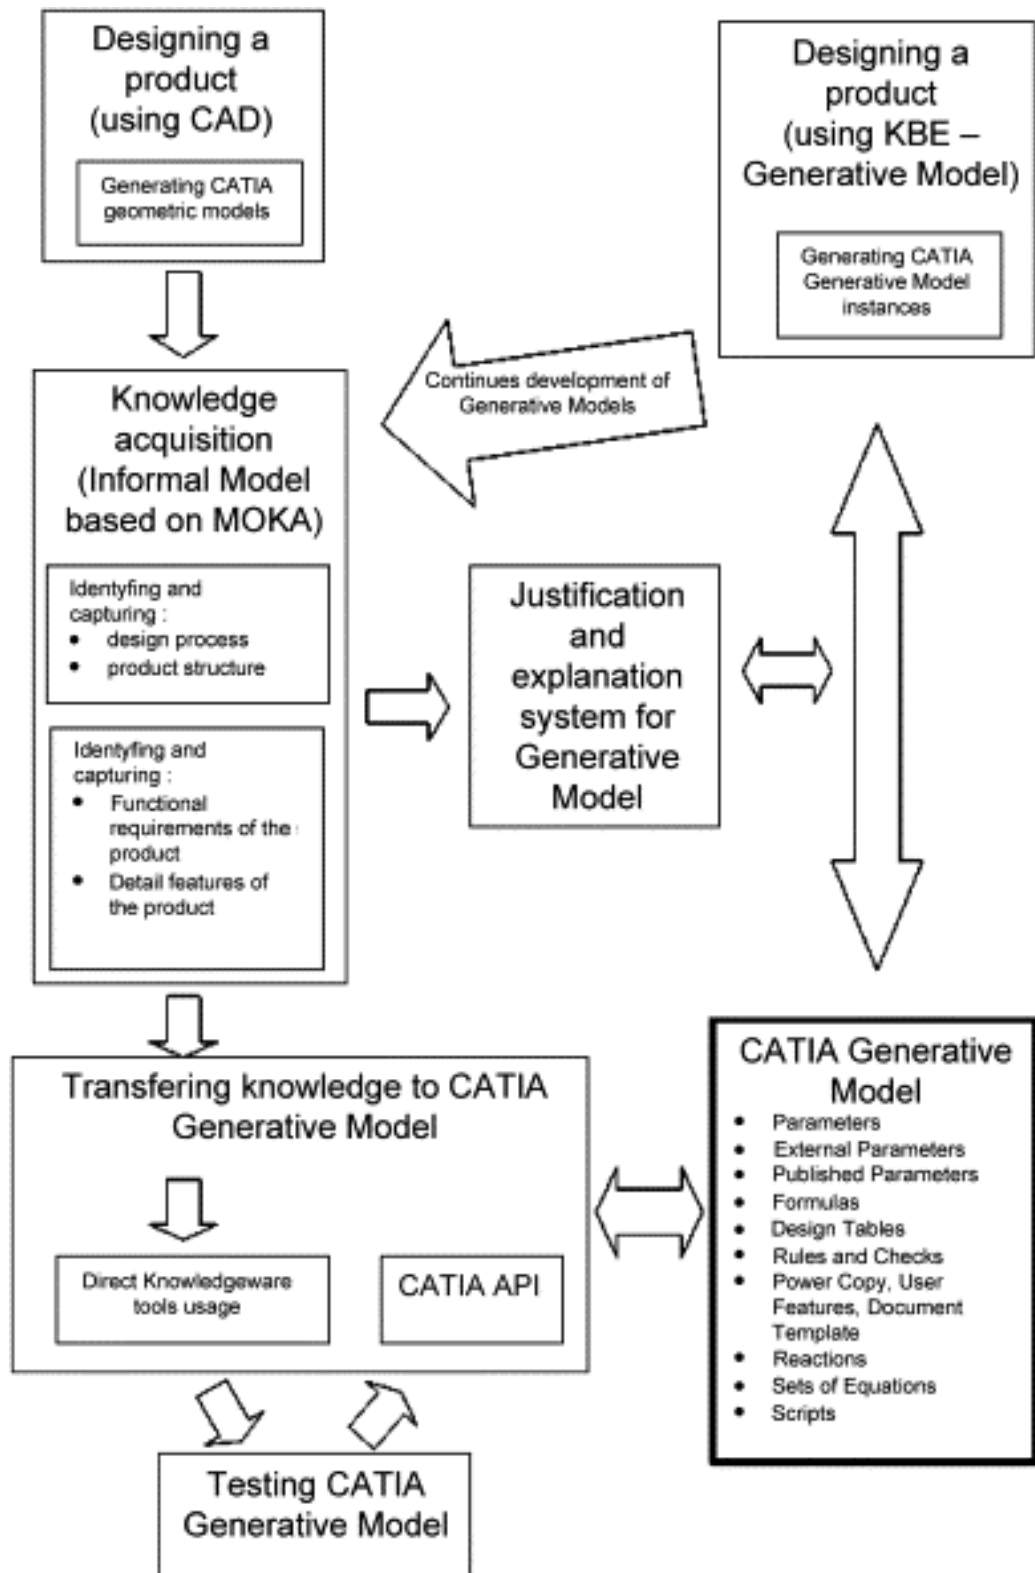 Designing a
product
(using CAD)
Generating CATIA
geometric models
Designing a
product
(using KBE –
Generative Model)
Generating CATIA
Generative Model
instances
Continues development of
Generative Models
Knowledge
acquisition
(Informal Model
based on MOKA)
Identyfing and
capturing :
• design process
• product structure
Identyfing and
capturing :
• Functional
requirements of the
product
• Detail features of
the product
Justification
and
explanation
system for
Generative
Model
Transfering knowledge to CATIA
Generative Model
Direct Knowledgeware
tools usage
CATIA API
CATIA Generative
Model
• Parameters
• External Parameters
• Published Parameters
• Formulas
• Design Tables
• Rules and Checks
• Power Copy, User
Features, Document
Template
• Reactions
• Sets of Equations
• Scripts
Testing CATIA
Generative Model